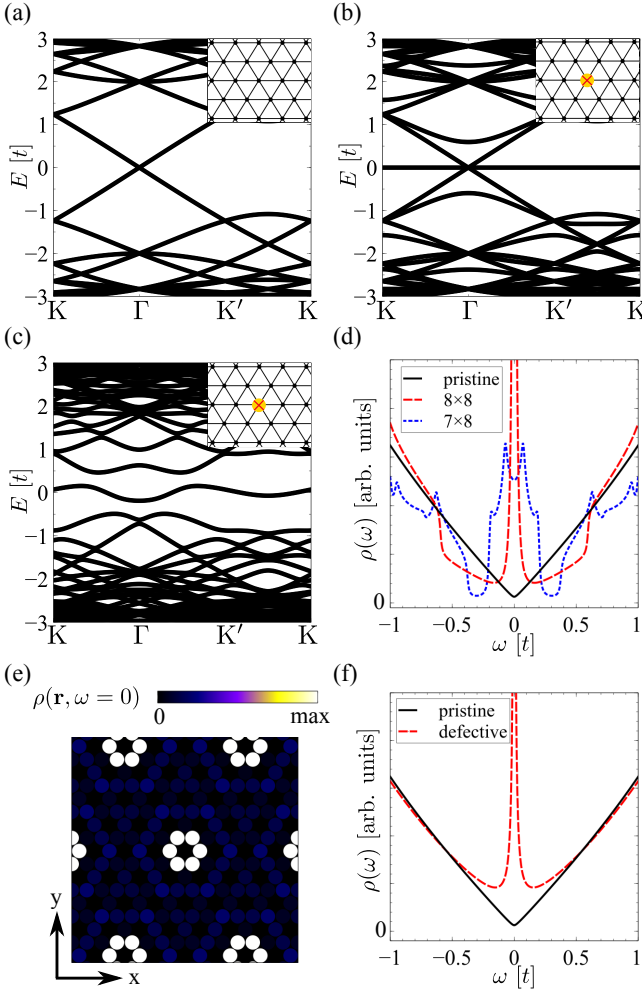 (a)
E [t]
3
2
1
0
−1
−2
−3
K Γ K′ K
(b)
E [t]
3
2
1
0
−1
−2
−3
K Γ K′ K
(c)
E [t]
3
2
1
0
−1
−2
−3
K Γ K′ K
(d)
ρ(ω) [arb. units]
pristine
8×8
7×8
0
−1 −0.5 0 0.5 1
ω [t]
(e)
ρ(r, ω = 0)
0 max
y
x
(f)
ρ(ω) [arb. units]
pristine
defective
0
−1 −0.5 0 0.5 1
ω [t]